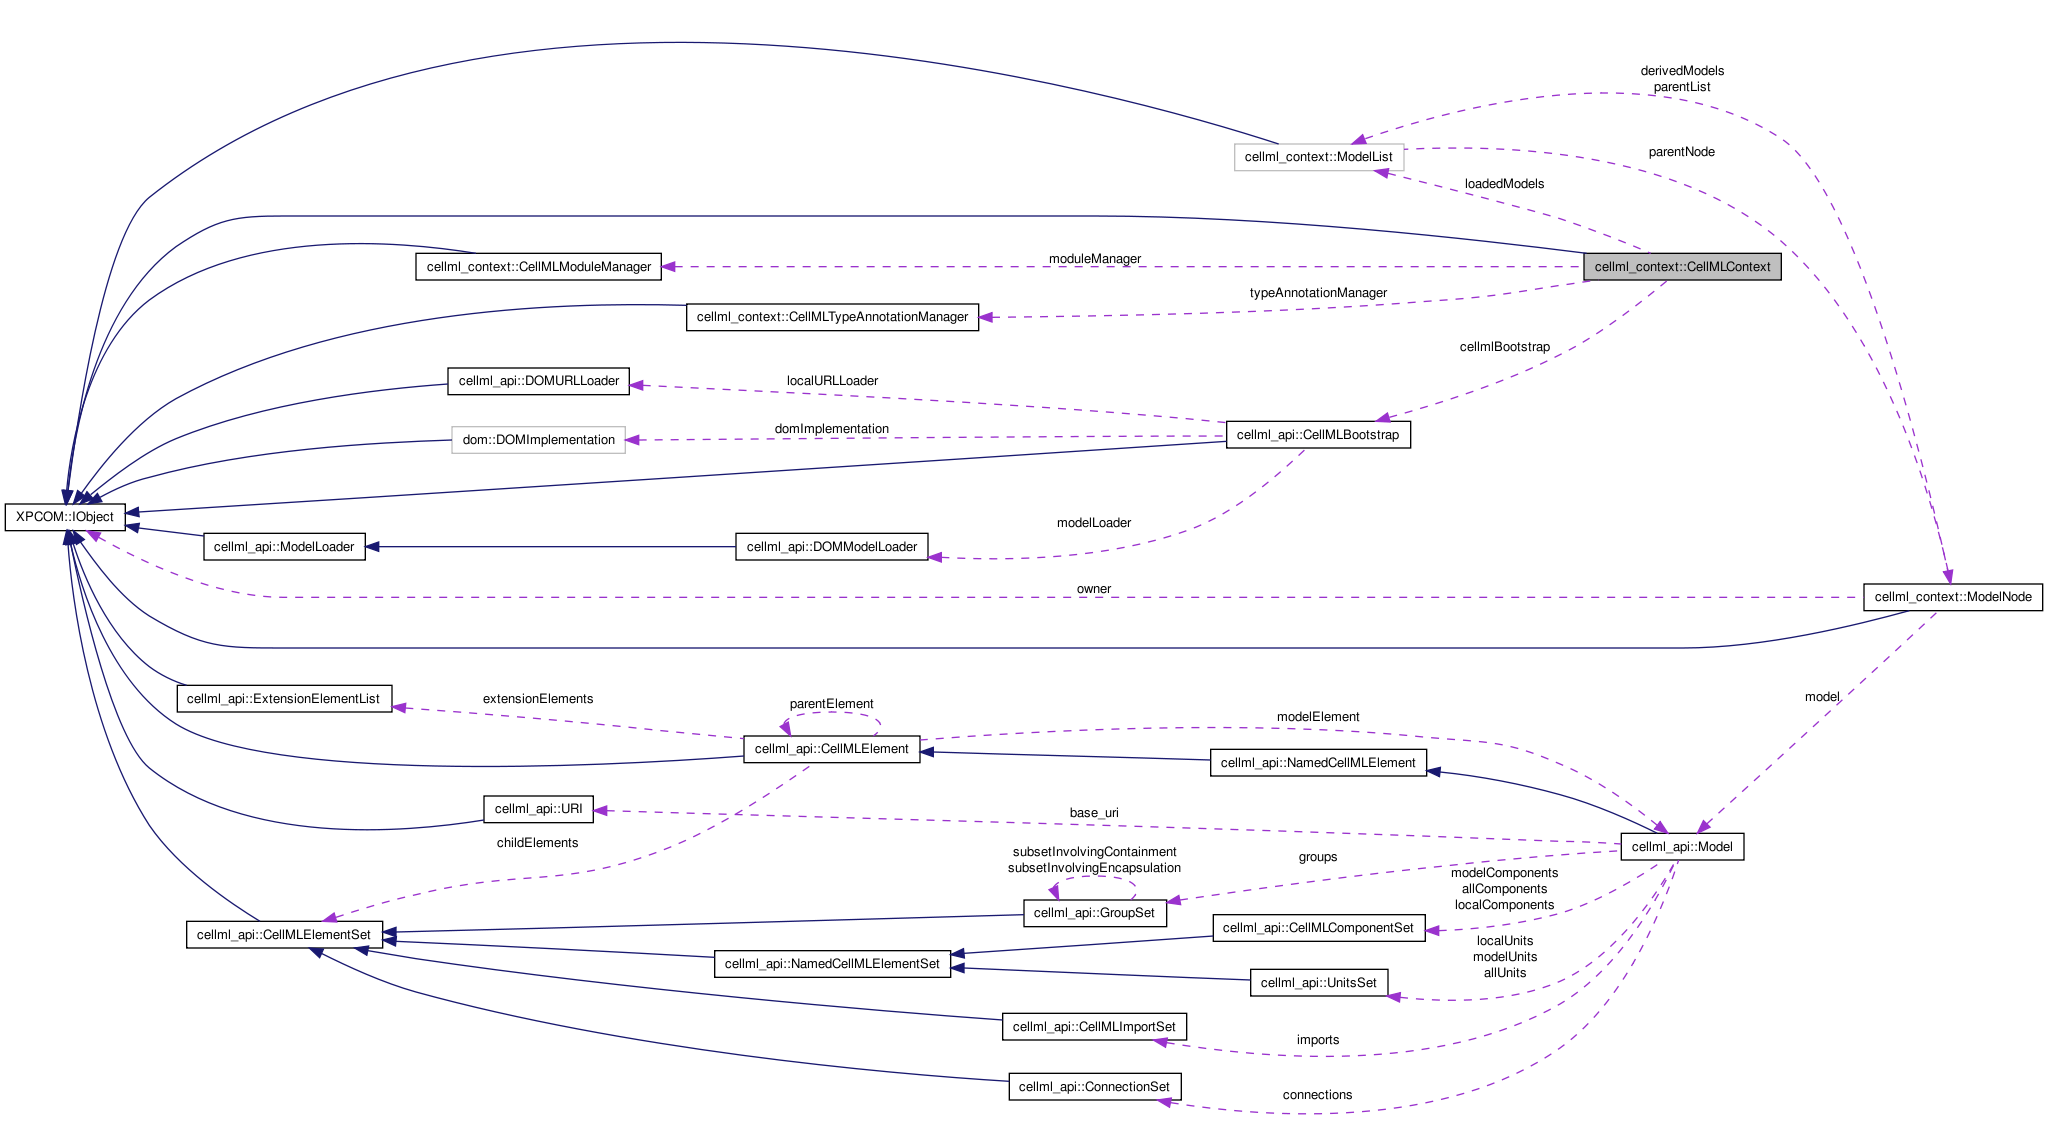 derivedModels
parentList
cellml_context::ModelList
parentNode
loadedModels
moduleManager
cellml_context::CellMLModuleManager
cellml_context::CellMLContext
typeAnnotationManager
cellml_context::CellMLTypeAnnotationManager
cellmlBootstrap
cellml_api::DOMURLLoader
localURLLoader
dom::DOMImplementation
domImplementation
cellml_api::CellMLBootstrap
XPCOM::IObject
modelLoader
cellml_api::ModelLoader
cellml_api::DOMModelLoader
owner
cellml_context::ModelNode
cellml_api::ExtensionElementList
extensionElements
parentElement
model
modelElement
cellml_api::CellMLElement
cellml_api::NamedCellMLElement
cellml_api::URI
base_uri
childElements
cellml_api::Model
subsetInvolvingContainment
subsetInvolvingEncapsulation
groups
modelComponents
allComponents
localComponents
cellml_api::GroupSet
cellml_api::CellMLElementSet
cellml_api::CellMLComponentSet
localUnits
modelUnits
allUnits
cellml_api::NamedCellMLElementSet
cellml_api::UnitsSet
cellml_api::CellMLImportSet
imports
cellml_api::ConnectionSet
connections